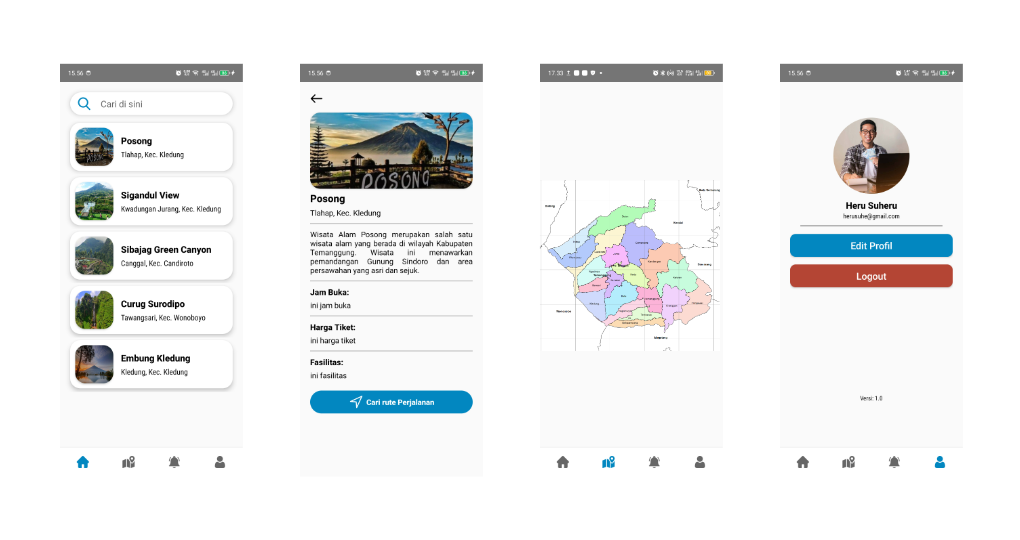 15.56
Cari di sini
Posong
Tlahap, Kec. Kledung
Sigandul View
Kwadungan Jurang, Kec. Kledung
Sibajag Green Canyon
Canggal, Kec. Candiroto
Curug Surodipo
Tawangsari, Kec. Wonoboyo
Embung Kledung
Kledung, Kec. Kledung
15.56
POSONG
Posong
Tlahap, Kec. Kledung
Wisata Alam Posong merupakan salah satu
wisata alam yang berada di wilayah Kabupaten
Temanggung. Wisata ini menawarkan
pemandangan Gunung Sindoro dan area
persawahan yang asri dan sejuk.
Jam Buka:
ini jam buka
Harga Tiket:
ini harga tiket
Fasilitas:
ini fasilitas
Cari rute Perjalanan
17.33
15.56
Heru Suheru
herusuhe@gmail.com
Edit Profil
Logout
Versi: 1.0